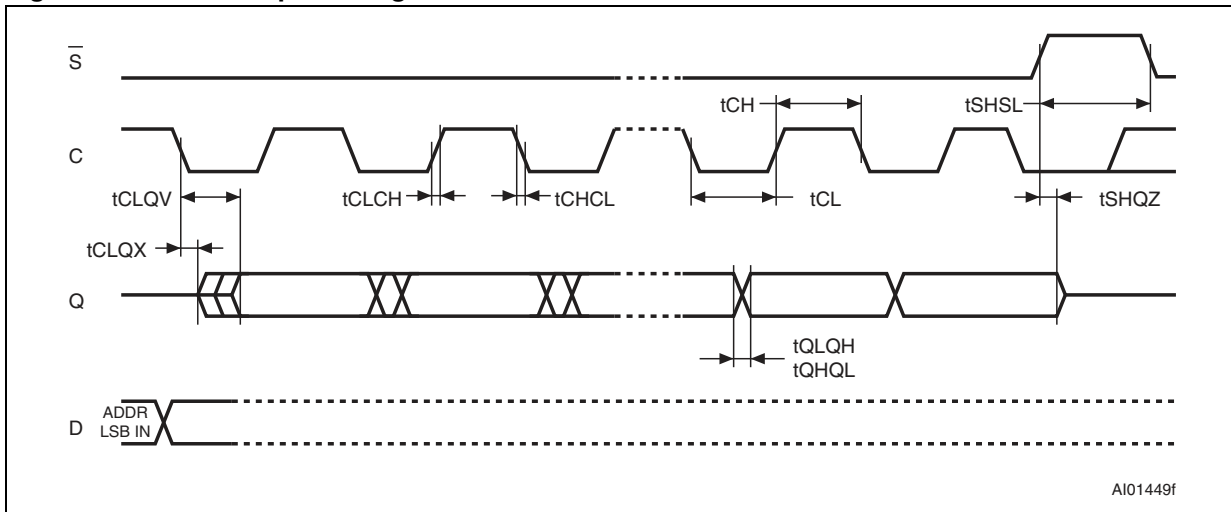 S
tCH
tSHSL
C
tCLQV
tCLCH
tCHCL
tCL
tSHQZ
tCLQX
Q
tQLQH
tQHQL
ADDR
D
LSB IN
AI01449f